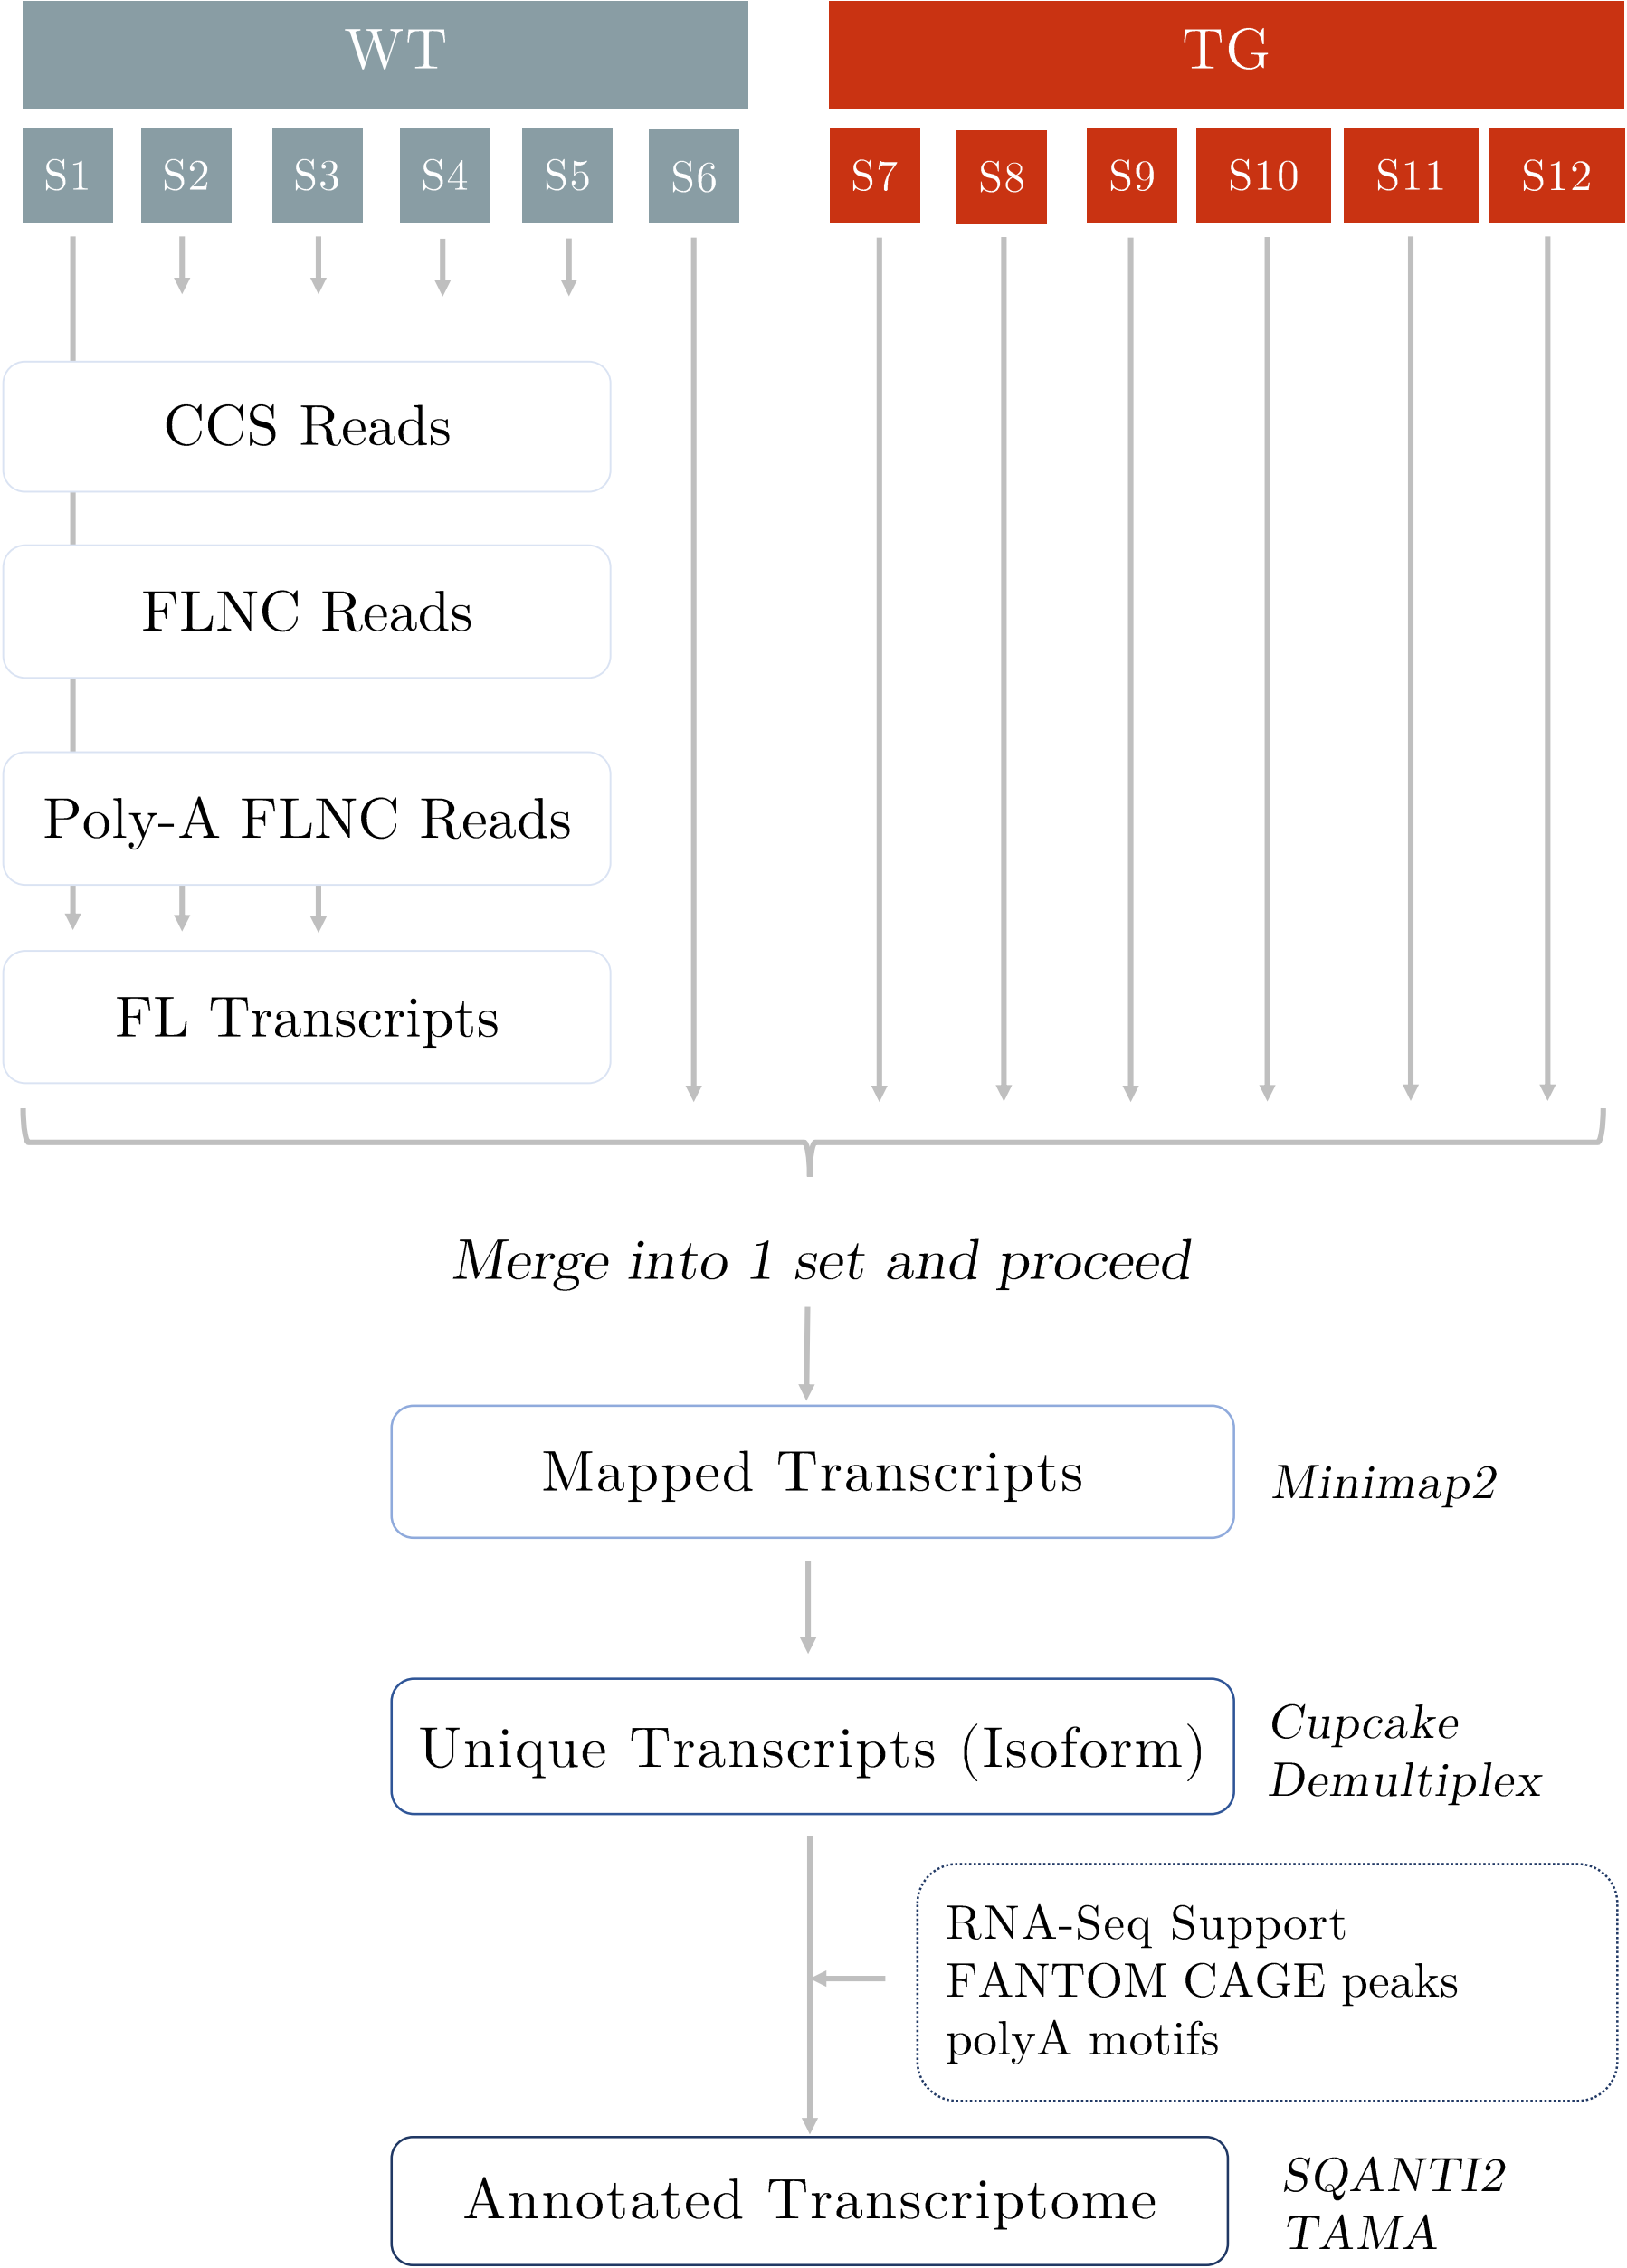 WT
TG
S1 S2 S3 S4 S5 S6 S7 S8 S9 S10 S11 S12
CCS Reads
FLNC Reads
Poly-A FLNC Reads
FL Transcripts
Merge into 1 set and proceed
Mapped Transcripts
Minimap2
Unique Transcripts (Isoform)
Cupcake
Demultiplex
RNA-Seq Support
FANTOM CAGE peaks
polyA motifs
Annotated Transcriptome
SQANTI2
TAMA